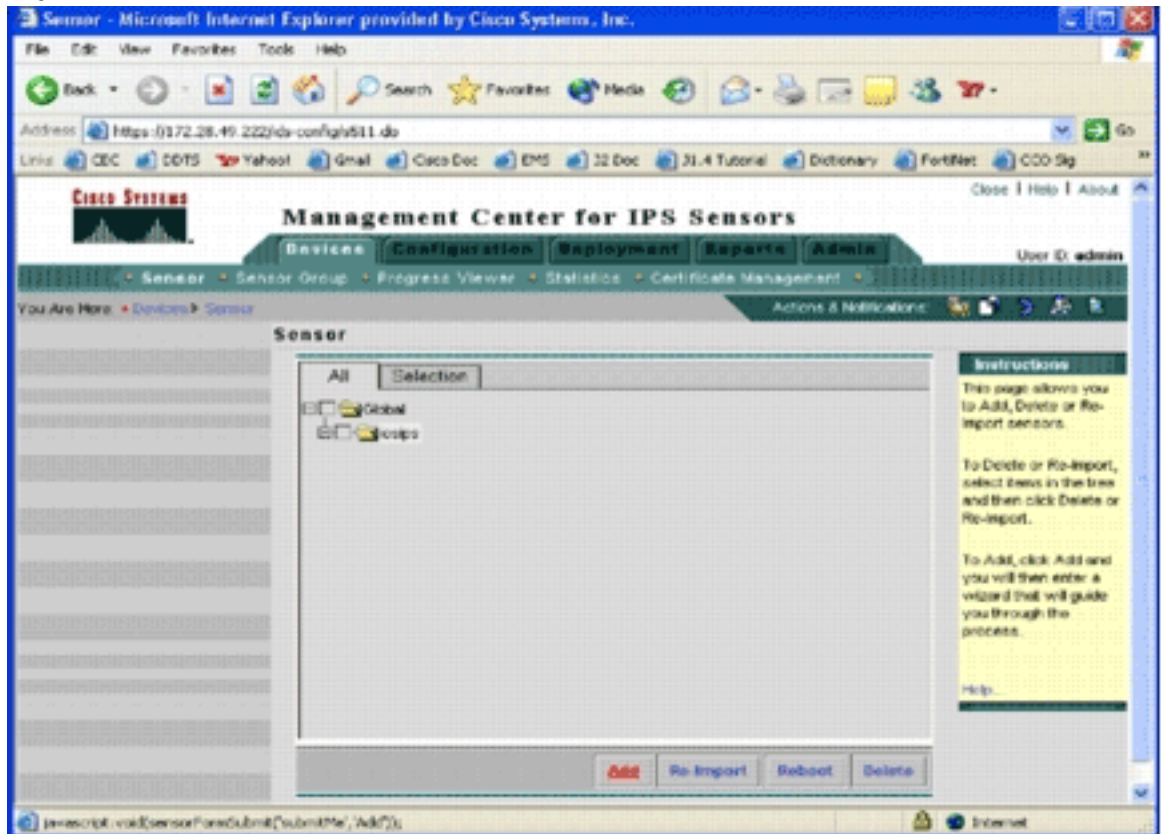 Sensor - Microsoft Internet Explorer provided by Cisco Systems, Inc.
File Edit View Favorites Tools Help
Back Search Favorites Media
Address https://172.28.49.222/ids-config/s511.do Go
Links CEC DDTS Yahoo! Gmail Cisco Doc EMS 32 Doc 31.4 Tutorial Dictionary FortiNet CCO Sig »
Close | Help | About
CISCO SYSTEMS
Management Center for IPS Sensors
Devices Configuration Deployment Reports Admin
User ID: admin
Sensor Sensor Group Progress Viewer Statistics Certificate Management
You Are Here: Devices Sensor
Actions & Notifications:
Sensor
All Selection
Global
iosips
Instructions
This page allows you
to Add, Delete or Re-
Import sensors.
To Delete or Re-Import,
select items in the tree
and then click Delete or
Re-Import.
To Add, click Add and
you will then enter a
wizard that will guide
you through the
process.
Help...
Add Re-Import Reboot Delete
javascript:void(sensorFormSubmit('submitMe','Add'));
Internet